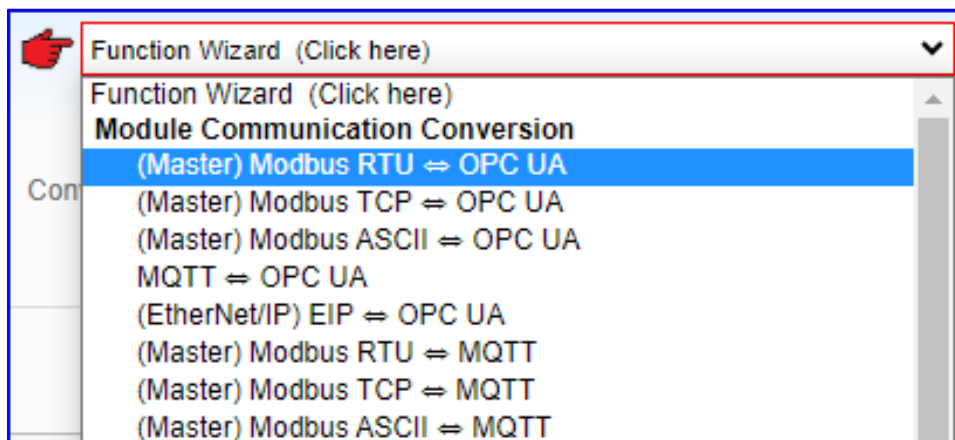 Function Wizard (Click here)
Function Wizard (Click here)
Module Communication Conversion
(Master) Modbus RTU ⇔ OPC UA
Con
(Master) Modbus TCP ⇔ OPC UA
(Master) Modbus ASCII ⇔ OPC UA
MQTT ⇔ OPC UA
(EtherNet/IP) EIP ⇔ OPC UA
(Master) Modbus RTU ⇔ MQTT
(Master) Modbus TCP ⇔ MQTT
(Master) Modbus ASCII ⇔ MQTT